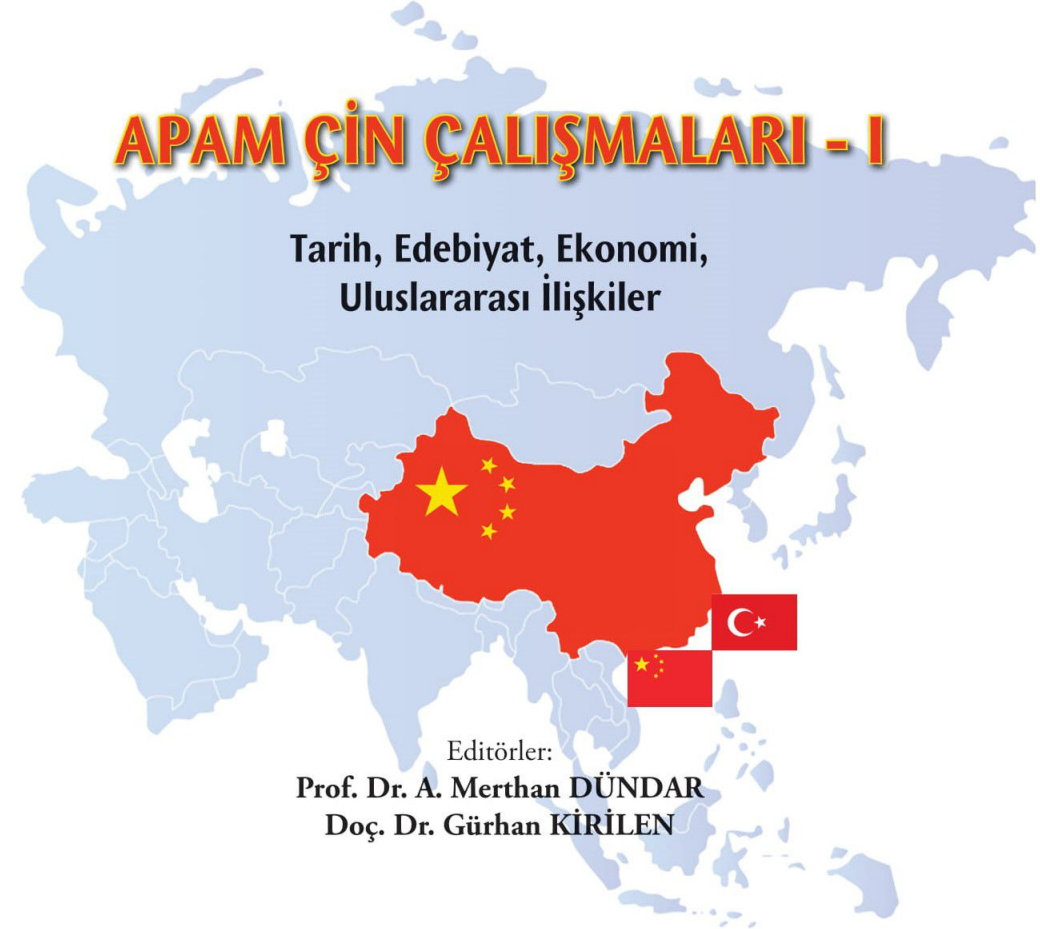 APAM ÇİN ÇALIŞMALARI - I
Tarih, Edebiyat, Ekonomi,
Uluslararası İlişkiler
Editörler:
Prof. Dr. A. Merthan DÜNDAR
Doç. Dr. Gürhan KİRİLEN